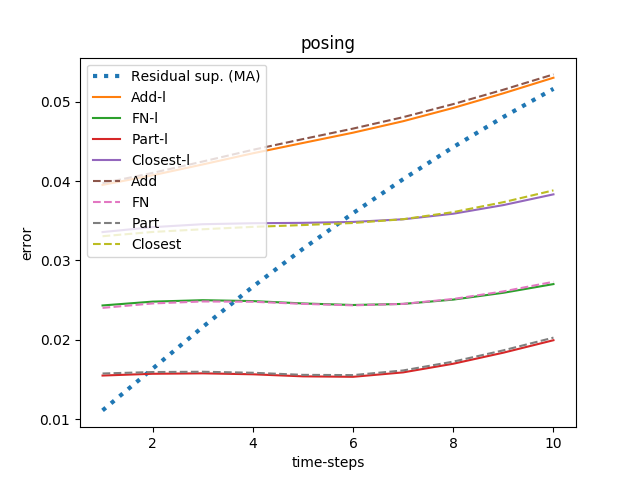 posing
Residual sup. (MA)
Add-l
FN-l
Part-l
Closest-l
Add
FN
Part
Closest
0.05
0.04
0.03
0.02
0.01
error
2 4 6 8 10
time-steps